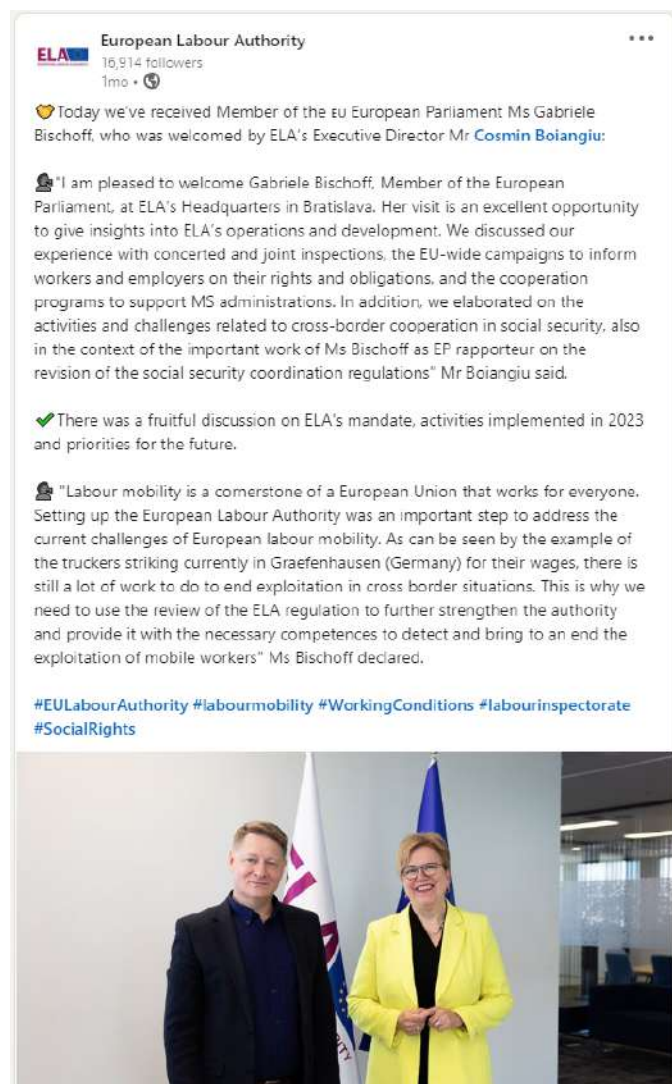 European Labour Authority
ELA
16,914 followers
1mo •
Today we've received Member of the EU European Parliament Ms Gabriele
Bischoff, who was welcomed by ELA's Executive Director Mr Cosmin Boiangiu:
"I am pleased to welcome Gabriele Bischoff, Member of the European
Parliament, at ELA's Headquarters in Bratislava. Her visit is an excellent opportunity
to give insights into ELA's operations and development. We discussed our
experience with concerted and joint inspections, the EU-wide campaigns to inform
workers and employers on their rights and obligations, and the cooperation
programs to support MS administrations. In addition, we elaborated on the
activities and challenges related to cross-border cooperation in social security, also
in the context of the important work of Ms Bischoff as EP rapporteur on the
revision of the social security coordination regulations" Mr Boiangiu said.
There was a fruitful discussion on ELA's mandate, activities implemented in 2023
and priorities for the future.
"Labour mobility is a cornerstone of a European Union that works for everyone.
Setting up the European Labour Authority was an important step to address the
current challenges of European labour mobility. As can be seen by the example of
the truckers striking currently in Graefenhausen (Germany) for their wages, there is
still a lot of work to do to end exploitation in cross border situations. This is why we
need to use the review of the ELA regulation to further strengthen the authority
and provide it with the necessary competences to detect and bring to an end the
exploitation of mobile workers" Ms Bischoff declared.
#EULabourAuthority #labourmobility #WorkingConditions #labourinspectorate
#SocialRights
ELA